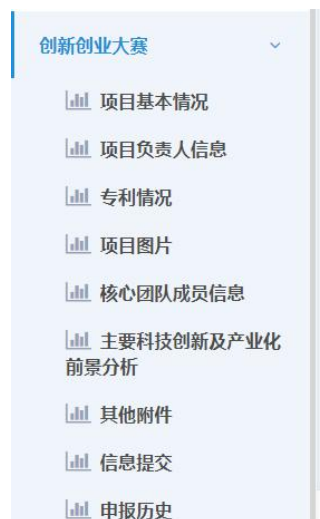 创新创业大赛
项目基本情况
项目负责人信息
专利情况
项目图片
核心团队成员信息
主要科技创新及产业化
前景分析
其他附件
信息提交
申报历史